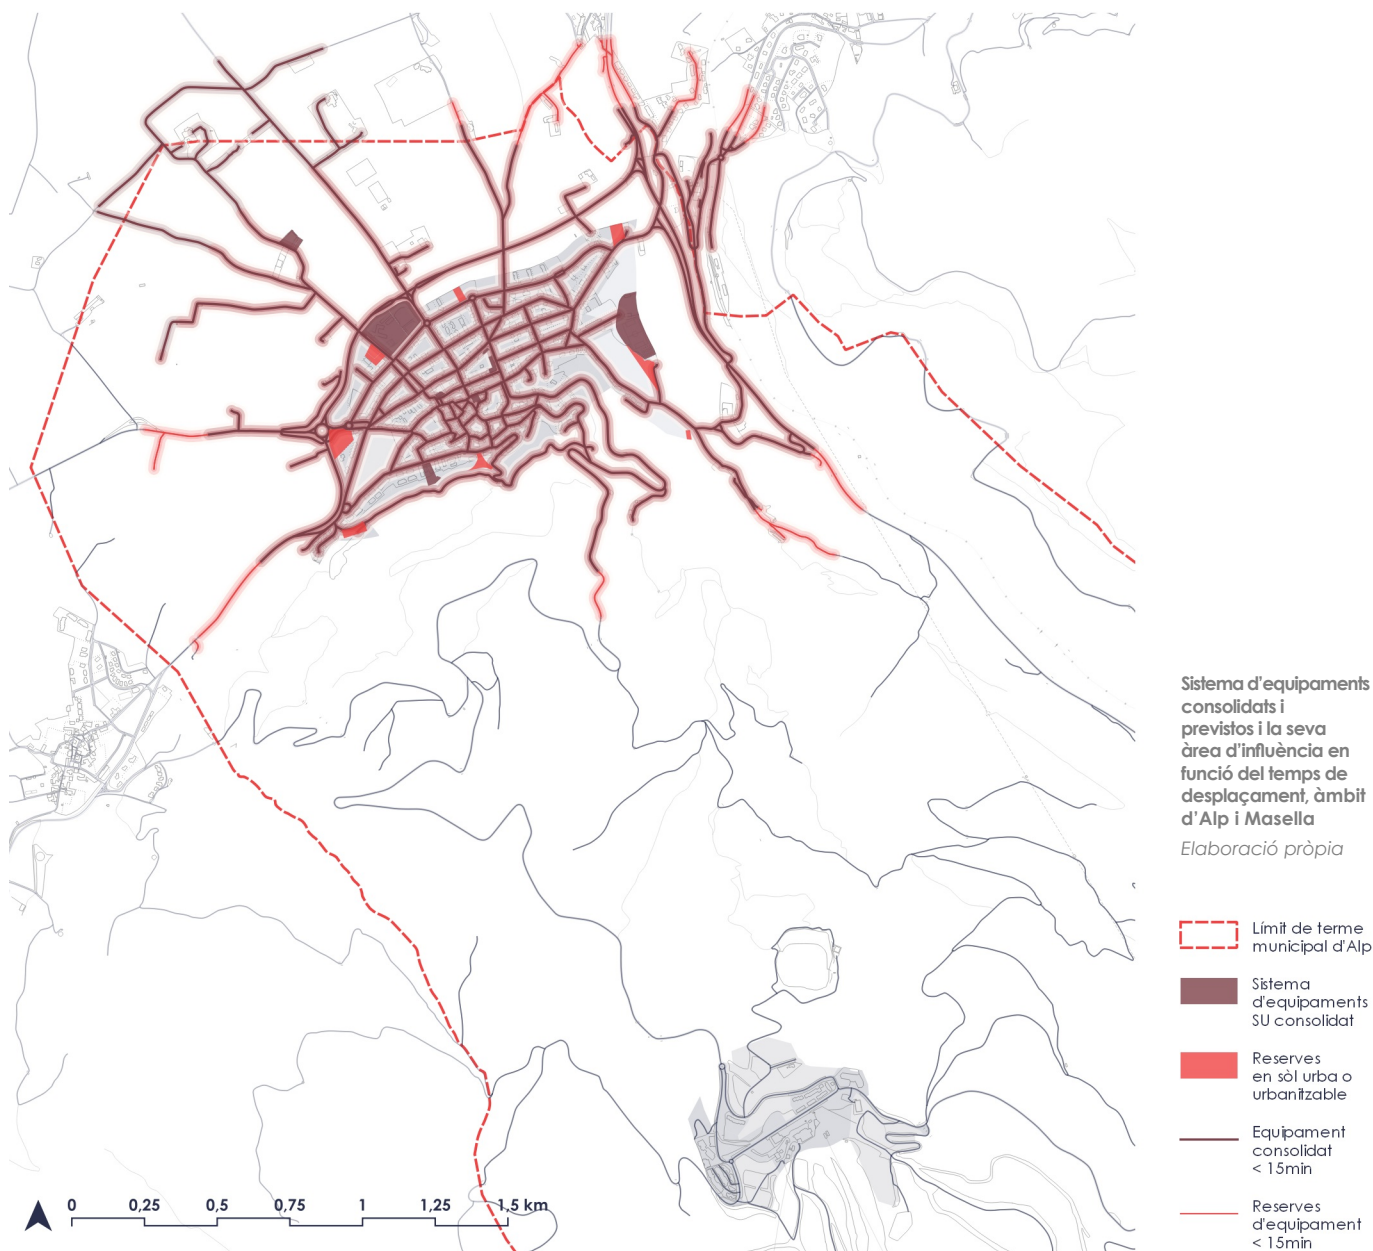 Sistema d'equipaments
consolidats i
previstos i la seva
àrea d'influència en
funció del temps de
desplaçament, àmbit
d'Alp i Masella
Elaboració pròpia
Límit de terme
municipal d'Alp
Sistema
d'equipaments
SU consolidat
Reserves
en sòl urba o
urbanitzable
Equipament
consolidat
< 15min
Reserves
d'equipament
< 15min
0 0,25 0,5 0,75 1 1,25 1,5 km